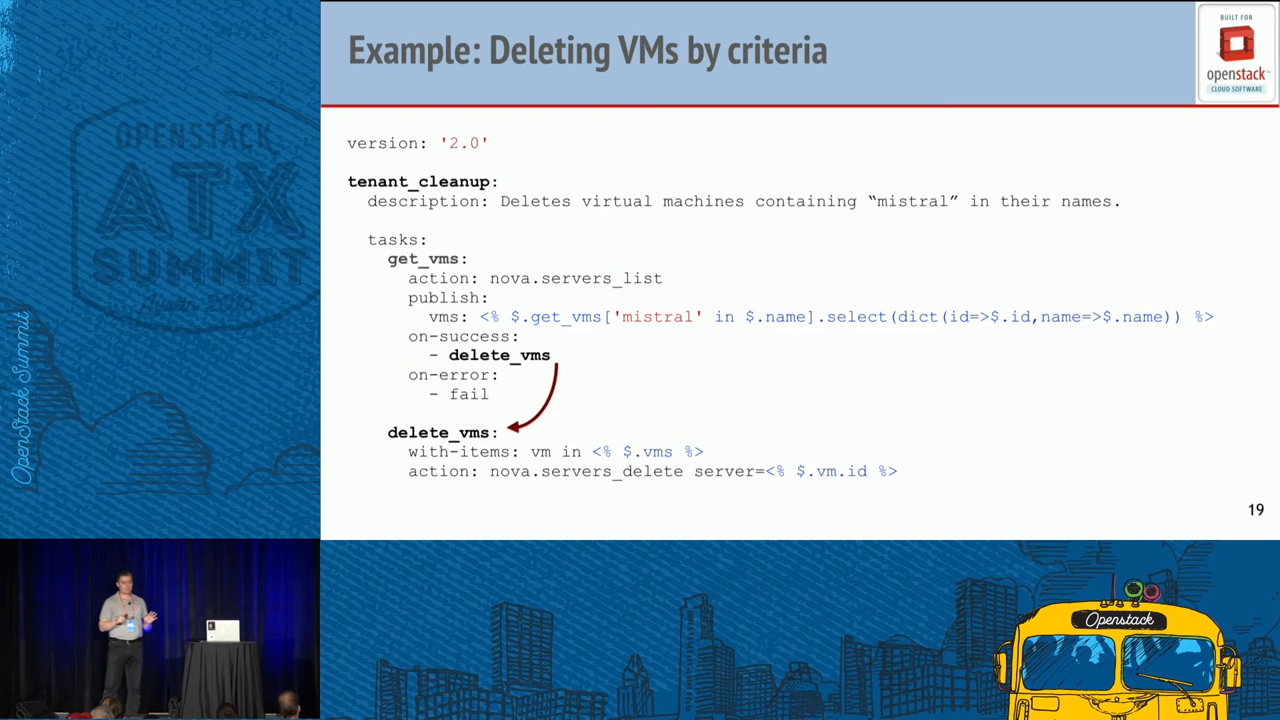 Example: Deleting VMs by criteria
BUILT FOR
openstack™
CLOUD SOFTWARE
OPENSTACK
ATX
SUMMIT
Austin 2016
OpenStack Summit
version: '2.0'
tenant_cleanup:
description: Deletes virtual machines containing “mistral” in their names.
tasks:
get_vms:
action: nova.servers_list
publish:
vms: <% $.get_vms['mistral' in $.name].select(dict(id=>$.id,name=>$.name)) %>
on-success:
- delete_vms
on-error:
- fail
delete_vms:
with-items: vm in <% $.vms %>
action: nova.servers_delete server=<% $.vm.id %>
19
Openstack